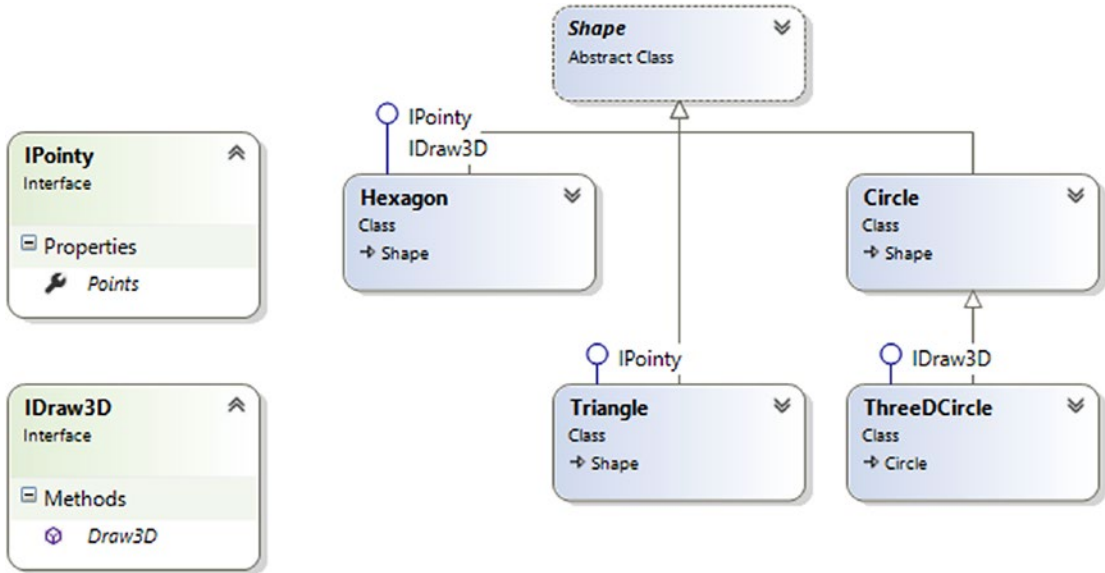 Shape
Abstract Class
IPointy
IDraw3D
IPointy
Interface
Properties
Points
Hexagon
Class
Shape
Circle
Class
Shape
IPointy
IDraw3D
IDraw3D
Interface
Methods
Draw3D
Triangle
Class
Shape
ThreeDCircle
Class
Circle